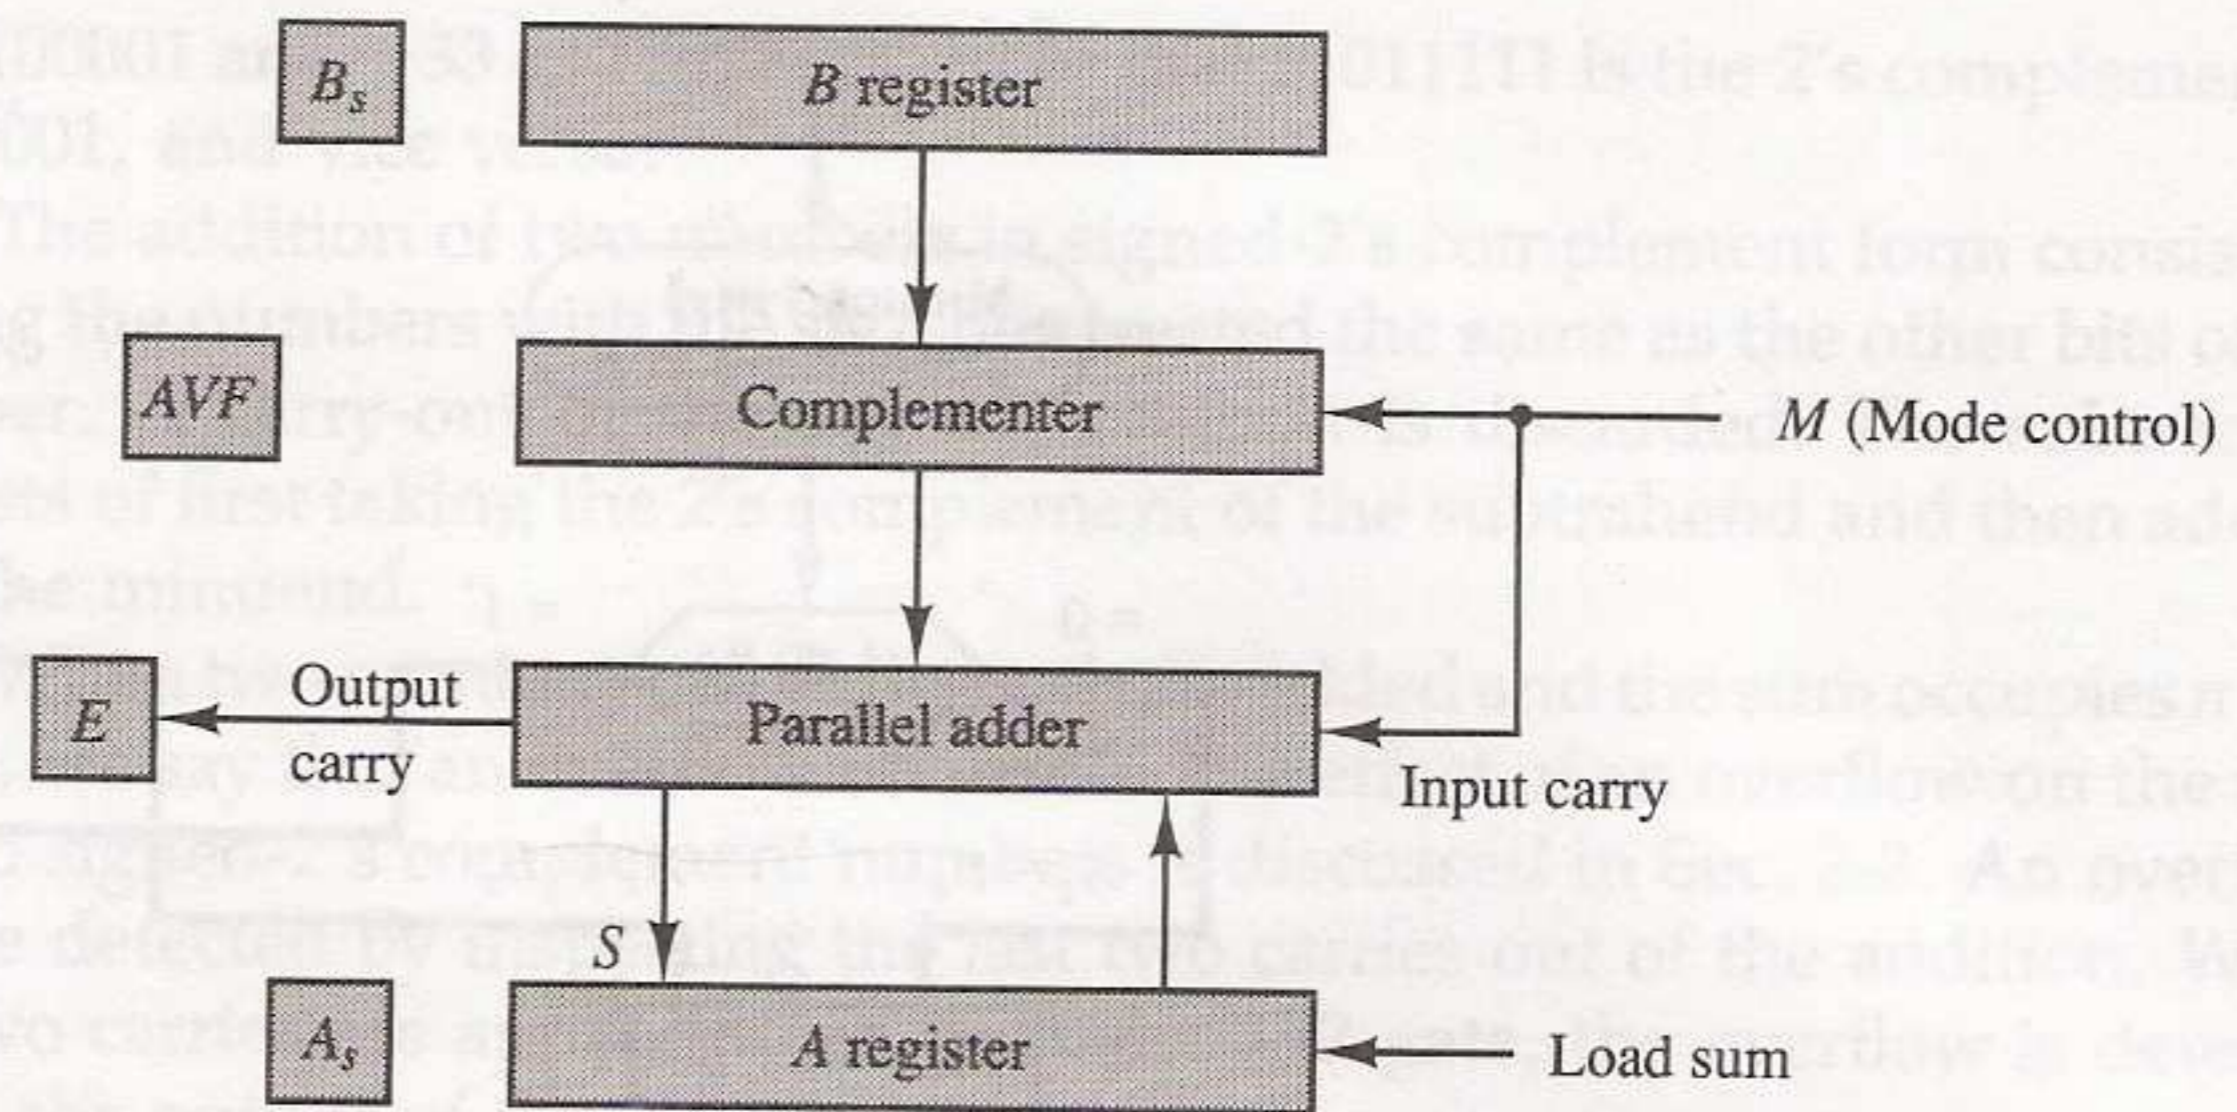 B_s B register
AVF Complementer M (Mode control)
E Output carry Parallel adder Input carry
S
A_s A register Load sum